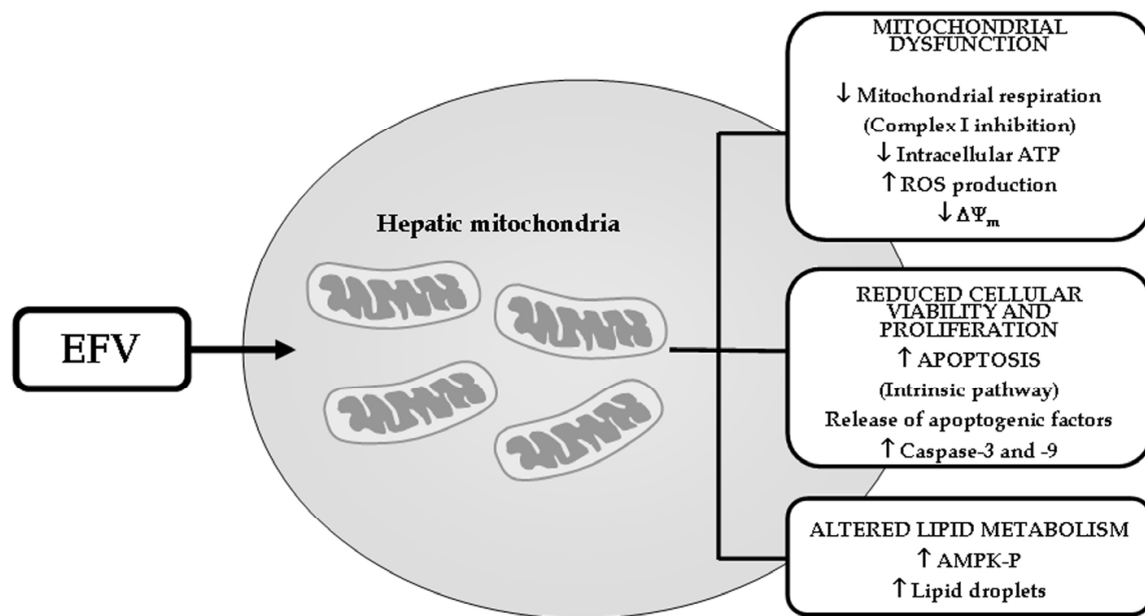 EFV
Hepatic mitochondria
MITOCHONDRIAL
DYSFUNCTION
↓ Mitochondrial respiration
(Complex I inhibition)
↓ Intracellular ATP
↑ ROS production
↓ ΔΨm
REDUCED CELLULAR
VIABILITY AND
PROLIFERATION
↑ APOPTOSIS
(Intrinsic pathway)
Release of apoptogenic factors
↑ Caspase-3 and -9
ALTERED LIPID METABOLISM
↑ AMPK-P
↑ Lipid droplets